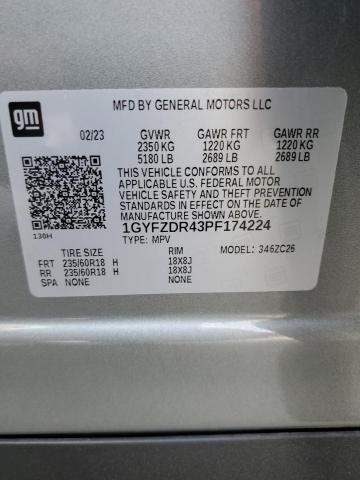 gm
MFD BY GENERAL MOTORS LLC
02/23 GVWR GAWR FRT GAWR RR
2350 KG 1220 KG 1220 KG
5180 LB 2689 LB 2689 LB
THIS VEHICLE CONFORMS TO ALL
APPLICABLE U.S. FEDERAL MOTOR
VEHICLE SAFETY AND THEFT PREVENTION
STANDARDS IN EFFECT ON THE DATE OF
MANUFACTURE SHOWN ABOVE.
130H 1GYFZDR43PF174224
TYPE: MPV MODEL: 346ZC26
TIRE SIZE RIM
FRT 235/60R18 H 18X8J
RR 235/60R18 H 18X8J
SPA NONE NONE